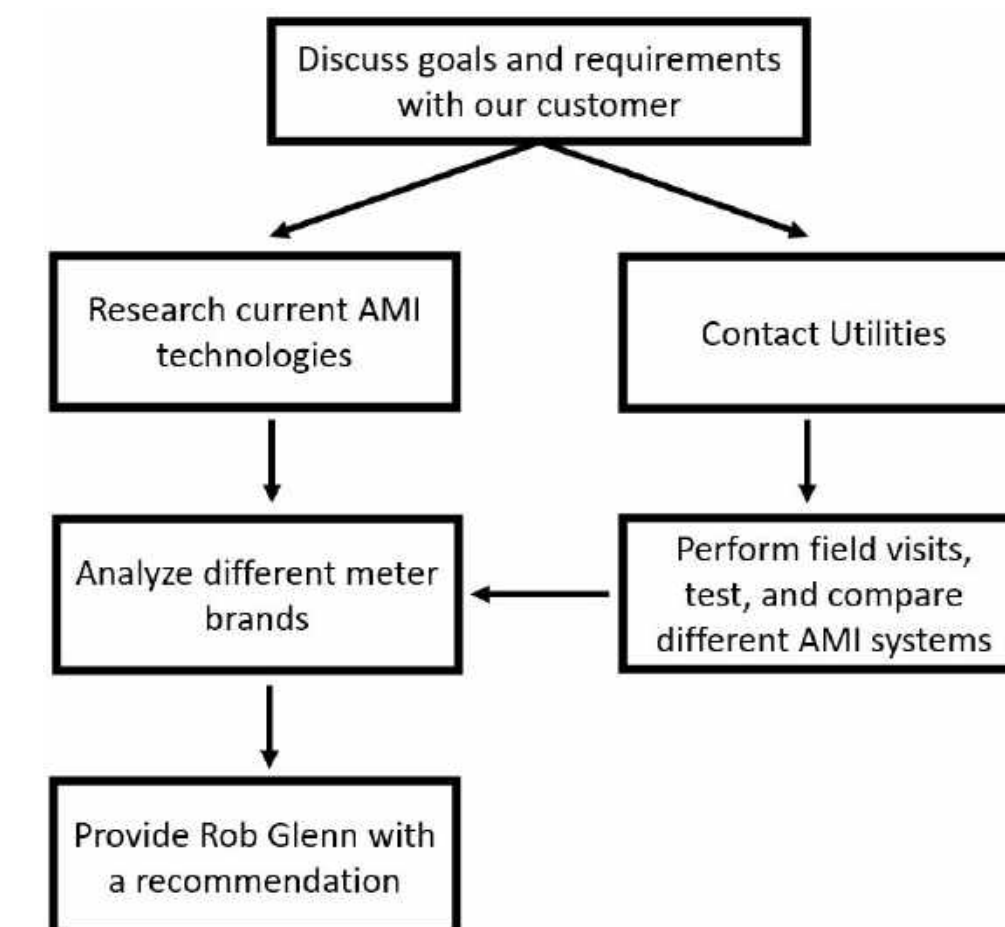 Discuss goals and requirements
with our customer
Research current AMI
technologies
Contact Utilities
Analyze different meter
brands
Perform field visits,
test, and compare
different AMI systems
Provide Rob Glenn with
a recommendation